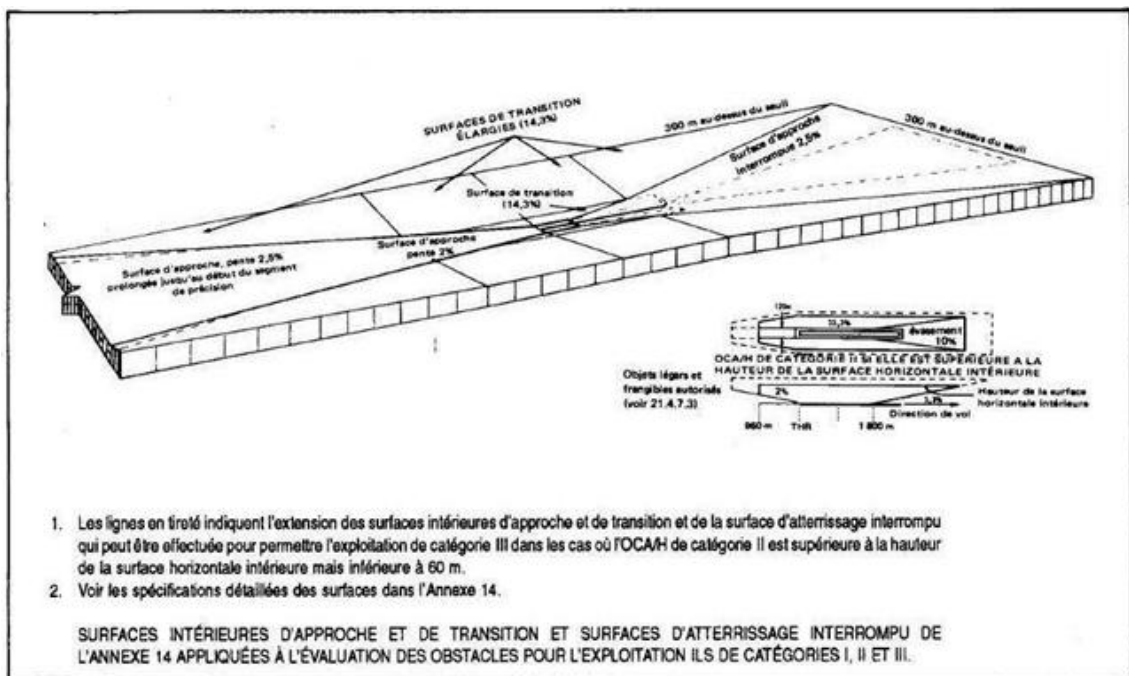 SURFACES DE TRANSITION
ÉLARGIES (14,3%)
300 m au-dessus du seuil
300 m au-dessus du seuil
Surface d'approche
interrompue 2,5%
Surface de transition
(14,3%)
Surface d'approche
pente 2%
Surface d'approche, pente 2,5%
prolongée jusqu'au début du segment
de précision
120m
33,3%
évasement
10%
OCA/H DE CATÉGORIE II SI ELLE EST SUPÉRIEURE A LA
HAUTEUR DE LA SURFACE HORIZONTALE INTÉRIEURE
Objets légars et
frangibles autorisés
(voir 21.4.7.3)
2%
Hauteur de la surface
horizontale intérieure
Direction de vol
960 m
THR
1 800 m
1. Les lignes en tireté indiquent l'extension des surfaces intérieures d'approche et de transition et de la surface d'atterrissage interrompu
qui peut être effectuée pour permettre l'exploitation de catégorie III dans les cas où l'OCA/H de catégorie II est supérieure à la hauteur
de la surface horizontale intérieure mais inférieure à 60 m.
2. Voir les spécifications détaillées des surfaces dans l'Annexe 14.
SURFACES INTÉRIEURES D'APPROCHE ET DE TRANSITION ET SURFACES D'ATTERRISSAGE INTERROMPU DE
L'ANNEXE 14 APPLIQUÉES À L'ÉVALUATION DES OBSTACLES POUR L'EXPLOITATION ILS DE CATÉGORIES I, II ET III.